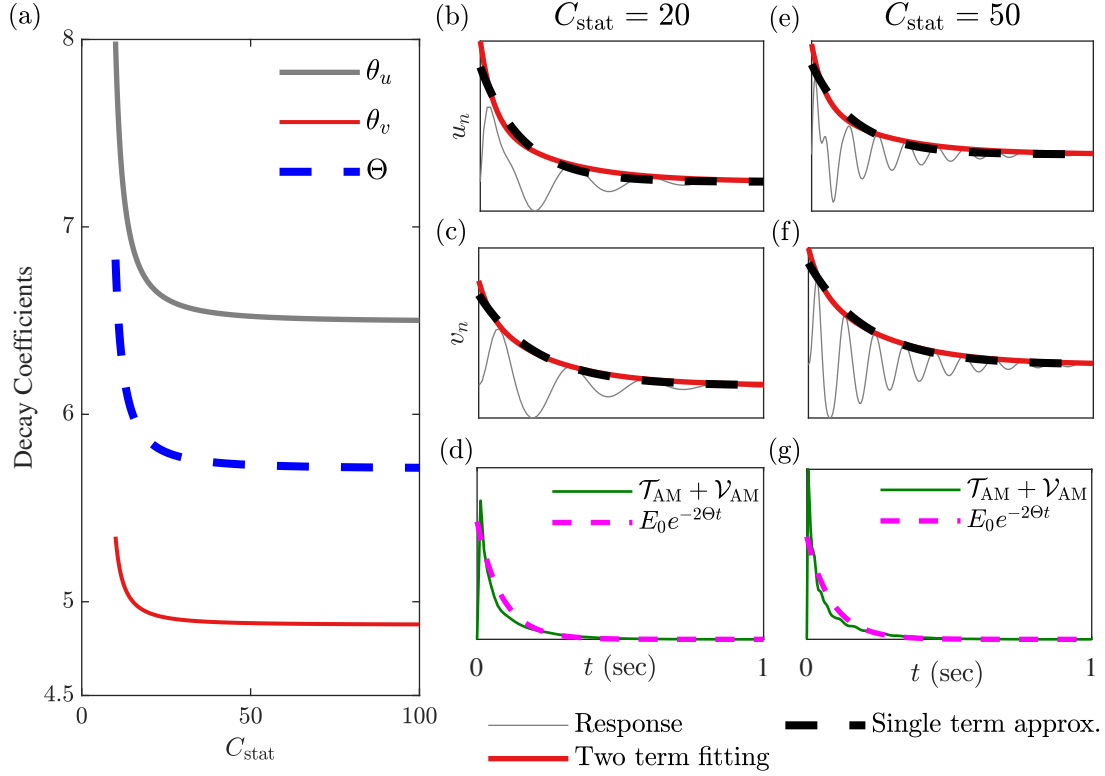 (a)
8
7
6
5
4.5
0
50
100
Decay Coefficients
C_stat
θ_u
θ_v
Θ
(b)
C_stat = 20
u_n
(c)
v_n
(d)
𝒯_AM + 𝒱_AM
E_0e^{-2Θt}
0
t (sec)
1
(e)
C_stat = 50
(f)
(g)
𝒯_AM + 𝒱_AM
E_0e^{-2Θt}
0
t (sec)
1
Response
Two term fitting
Single term approx.